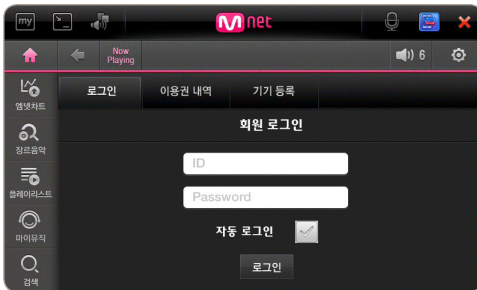 my
Mnet
Now
Playing
6
로그인
이용권 내역
기기 등록
엠넷차트
장르음악
플레이리스트
마이뮤직
검색
회원 로그인
ID
Password
자동 로그인
로그인